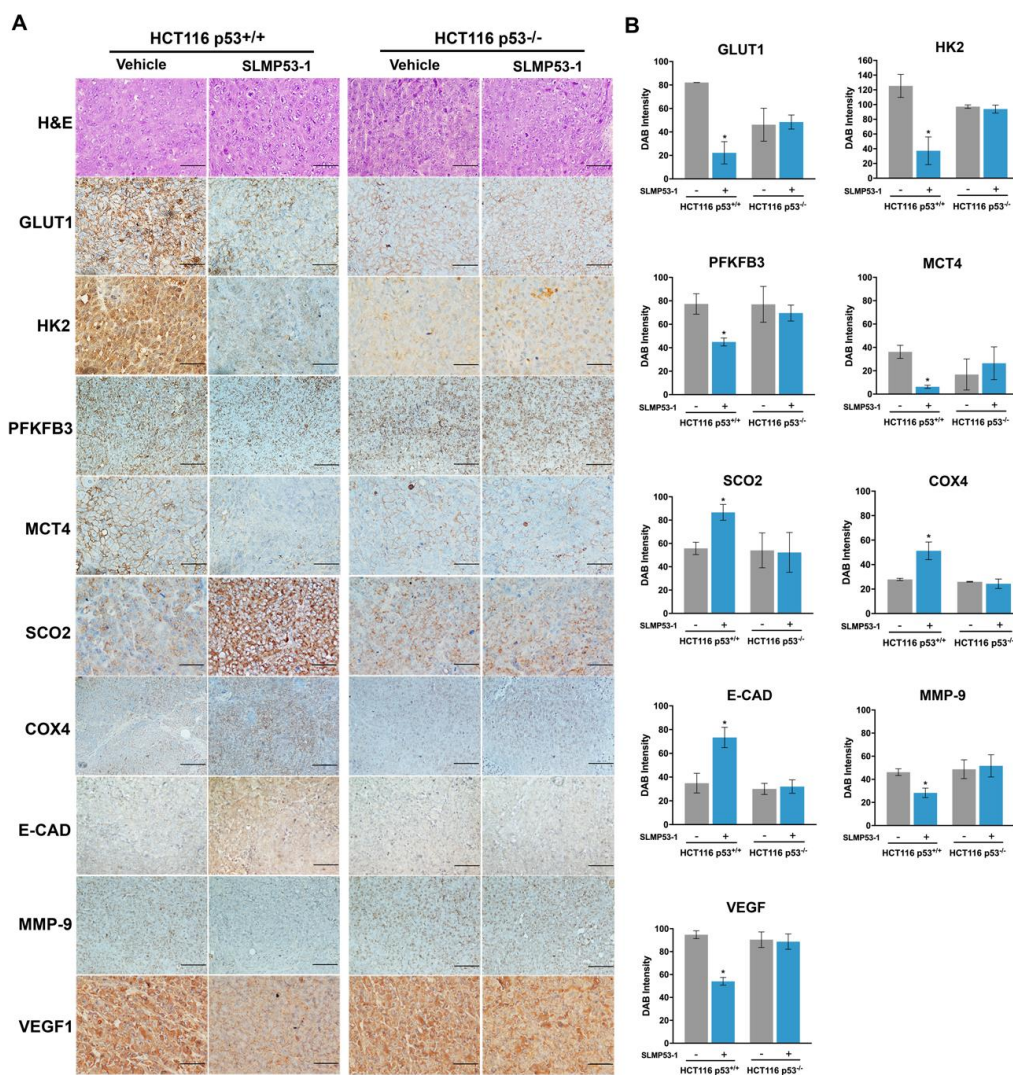 A
HCT116 p53+/+ HCT116 p53-/-
Vehicle SLMP53-1 Vehicle SLMP53-1
H&E
GLUT1
HK2
PFKFB3
MCT4
SCO2
COX4
E-CAD
MMP-9
VEGF1
B
GLUT1
DAB Intensity
100
80
60
40
20
0
SLMP53-1 - + - +
HCT116 p53+/+ HCT116 p53-/-
HK2
DAB Intensity
160
140
120
100
80
60
40
20
0
*
SLMP53-1 - + - +
HCT116 p53+/+ HCT116 p53-/-
PFKFB3
DAB Intensity
120
100
80
60
40
20
0
*
SLMP53-1 - + - +
HCT116 p53+/+ HCT116 p53-/-
MCT4
DAB Intensity
100
80
60
40
20
0
*
SLMP53-1 - + - +
HCT116 p53+/+ HCT116 p53-/-
SCO2
DAB Intensity
100
80
60
40
20
0
*
SLMP53-1 - + - +
HCT116 p53+/+ HCT116 p53-/-
COX4
DAB Intensity
100
80
60
40
20
0
*
SLMP53-1 - + - +
HCT116 p53+/+ HCT116 p53-/-
E-CAD
DAB Intensity
100
80
60
40
20
0
*
SLMP53-1 - + - +
HCT116 p53+/+ HCT116 p53-/-
MMP-9
DAB Intensity
100
80
60
40
20
0
*
SLMP53-1 - + - +
HCT116 p53+/+ HCT116 p53-/-
VEGF
DAB Intensity
100
80
60
40
20
0
*
SLMP53-1 - + - +
HCT116 p53+/+ HCT116 p53-/-